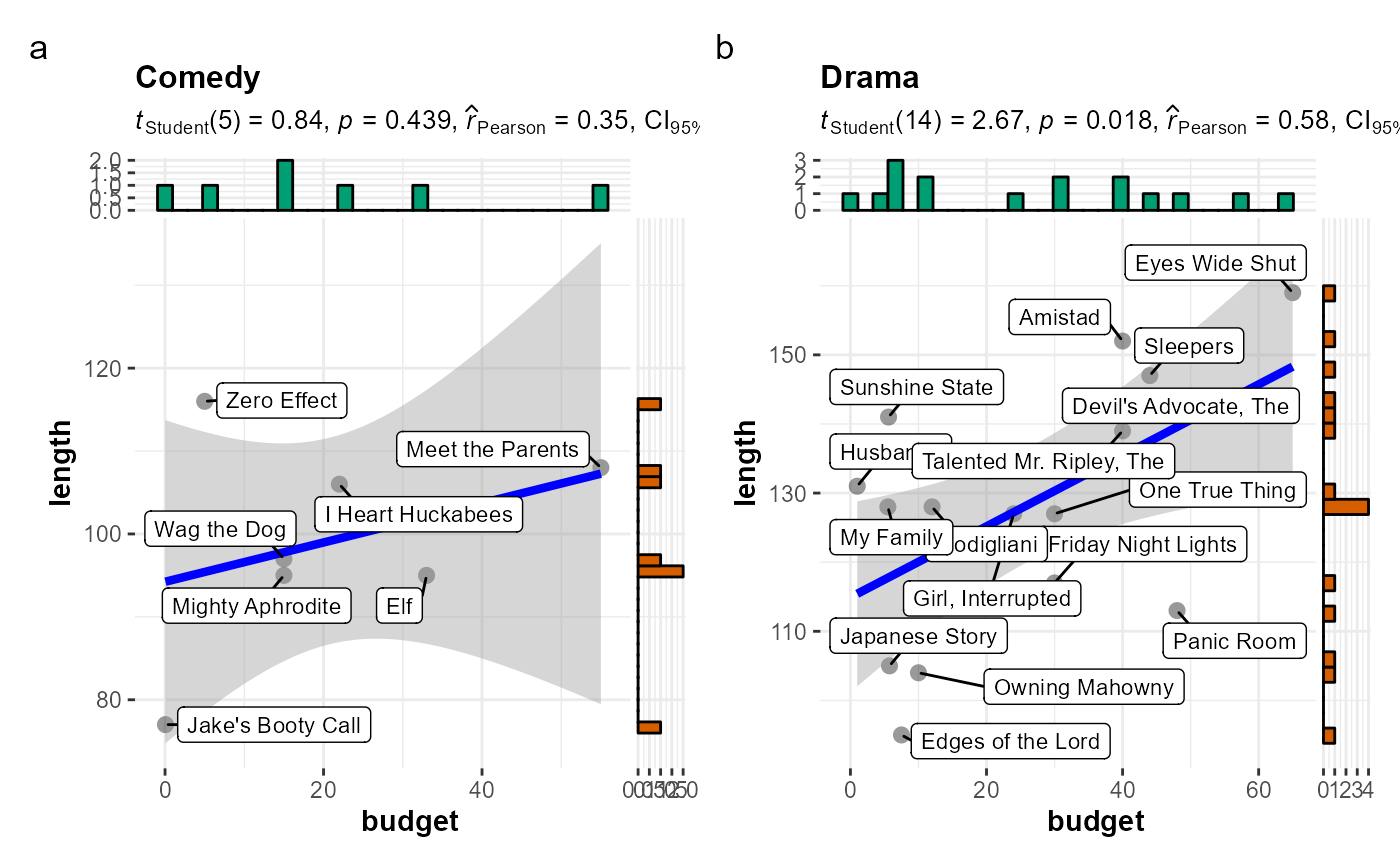 a
Comedy
tStudent(5) = 0.84, p = 0.439, r̂Pearson = 0.35, CI95%
2.0
1.5
1.0
0.5
0.0
120
100
80
length
Zero Effect
Meet the Parents
I Heart Huckabees
Wag the Dog
Mighty Aphrodite
Elf
Jake's Booty Call
0
20
40
budget
b
Drama
tStudent(14) = 2.67, p = 0.018, r̂Pearson = 0.58, CI95%
3
2
1
0
150
130
110
length
Eyes Wide Shut
Amistad
Sleepers
Sunshine State
Devil's Advocate, The
Talented Mr. Ripley, The
One True Thing
My Family
Friday Night Lights
Girl, Interrupted
Japanese Story
Panic Room
Owning Mahowny
Edges of the Lord
0
20
40
60
01234
budget